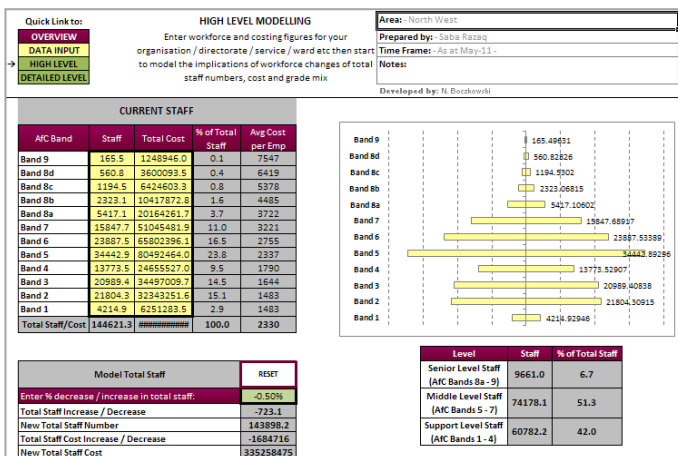 Quick Link to:
OVERVIEW
DATA INPUT
→ HIGH LEVEL
DETAILED LEVEL
HIGH LEVEL MODELLING
Enter workforce and costing figures for your
organisation / directorate / service / ward etc then start
to model the implications of workforce changes of total
staff numbers, cost and grade mix
Area: - North West
Prepared by: - Saba Razaq
Time Frame: - As at May-11 -
Notes:
Developed by: N. Boczkowski
CURRENT STAFF
AfC Band Staff Total Cost % of Total Staff Avg Cost per Emp
Band 9 165.5 1248946.0 0.1 7547
Band 8d 560.8 3600093.5 0.4 6419
Band 8c 1194.5 6424603.3 0.8 5378
Band 8b 2323.1 10417872.8 1.6 4485
Band 8a 5417.1 20164261.7 3.7 3722
Band 7 15847.7 51045481.9 11.0 3221
Band 6 23887.5 65802396.1 16.5 2755
Band 5 34442.9 80492464.0 23.8 2337
Band 4 13773.5 24655527.0 9.5 1790
Band 3 20989.4 34497009.7 14.5 1644
Band 2 21804.3 32343251.6 15.1 1483
Band 1 4214.9 6251283.5 2.9 1483
Total Staff/Cost 144621.3 ########### 100.0 2330
Band 9 165.49631
Band 8d 560.82826
Band 8c 1194.5302
Band 8b 2323.06815
Band 8a 5417.10602
Band 7 15847.68917
Band 6 23887.53389
Band 5 34442.89296
Band 4 13773.52907
Band 3 20989.40838
Band 2 21804.30915
Band 1 4214.92946
Model Total Staff RESET
Enter % decrease / increase in total staff: -0.50%
Total Staff Increase / Decrease -723.1
New Total Staff Number 143898.2
Total Staff Cost Increase / Decrease -1684716
New Total Staff Cost 335258475
Level Staff % of Total Staff
Senior Level Staff
(AfC Bands 8a - 9) 9661.0 6.7
Middle Level Staff
(AfC Bands 5 - 7) 74178.1 51.3
Support Level Staff
(AfC Bands 1 - 4) 60782.2 42.0